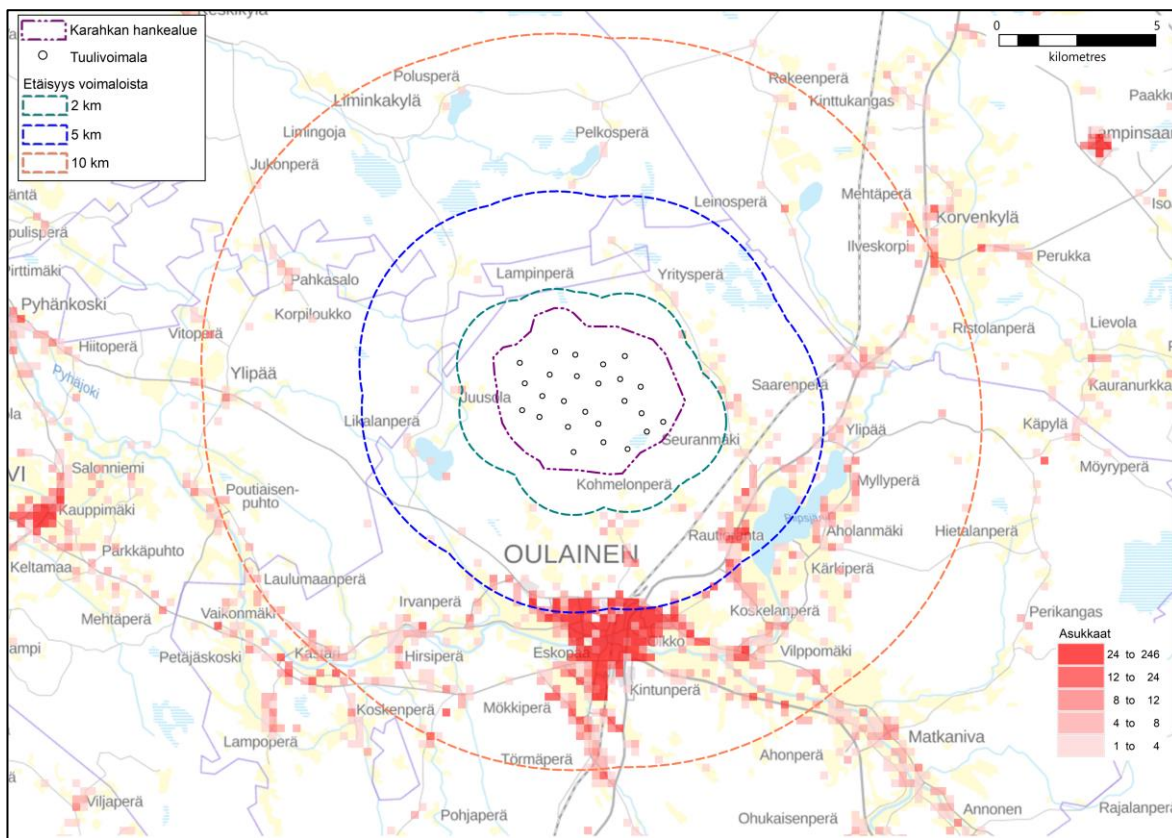 Karahkan hankealue
Tuulivoimala
Etäisyys voimaloista
2 km
5 km
10 km
0 5
kilometres
Polusperä
Liminkakylä
Rakeenperä
Kinttukangas
Limingoja
Pelkosperä
Jukonperä
Mehtäperä
Leinosperä
Korvenkylä
Ilveskorpi
Perukka
Pirttimäki
Lampinperä
Yritysperä
Pahkasalo
Pyhänkoski
Korpiloukko
Vitoperä
Hiitoperä
Ristolanperä
Lievola
Ylipää
Pyhäjoki
Saarenperä
Kauranurkka
Juusola
Likalanperä
Käpylä
Ylipää
Seuranmäki
Salonniemi
Möyryperä
Poutiaisen-
puhto
Kohmelonperä
Myllyperä
Kauppimäki
Aholanmäki
Hietalanperä
Parkkäpuhto
OULAINEN
Keltamaa
Laulumaanperä
Kärkiperä
Irvanperä
Koskelanperä
Perikangas
Mehtäperä
Vaikonmäki
Petäjäskoski
Hirsiperä
Vilppomäki
Kintunperä
Mökkiperä
Koskenperä
Matkaniva
Lampoperä
Törmäperä
Ahonperä
Viljaperä
Pohjaperä
Ohukaisenperä
Annonen
Rajalanperä
Asukkaat
24 to 246
12 to 24
8 to 12
4 to 8
1 to 4